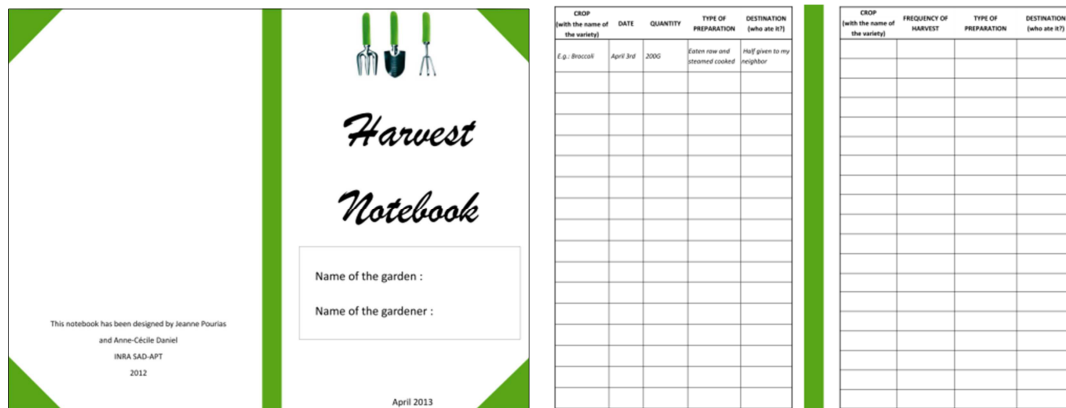 Harvest
Notebook
Name of the garden :
Name of the gardener :
April 2013
This notebook has been designed by Jeanne Pourias
and Anne-Cécile Daniel
INRA SAD-APT
2012
CROP
(with the name of
the variety)
DATE
QUANTITY
TYPE OF
PREPARATION
DESTINATION
(who ate it?)
E.g.: Broccoli
April 3rd
200G
Eaten raw and
steamed cooked
Half given to my
neighbor
CROP
(with the name of
the variety)
FREQUENCY OF
HARVEST
TYPE OF
PREPARATION
DESTINATION
(who ate it?)